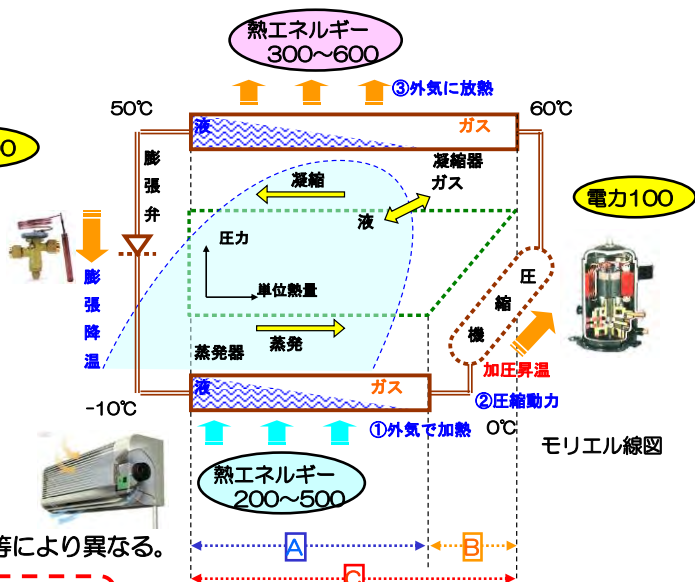 熱エネルギー
300～600
③外気に放熱
50℃
60℃
液
ガス
0
膨張弁
凝縮
凝縮器
ガス
液
電力100
圧力
単位熱量
圧縮機
膨張降温
蒸発
蒸発器
加圧昇温
液
ガス
-10℃
②圧縮動力
①外気で加熱
0℃
モリエル線図
熱エネルギー
200～500
等により異なる。
A
B
C